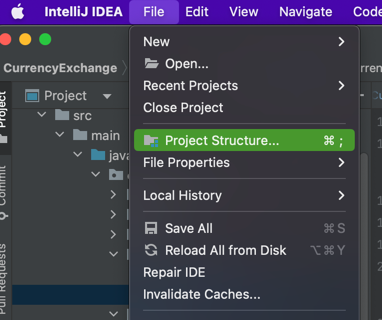 IntelliJ IDEA File Edit View Navigate Code
CurrencyExchange
Project
src
main
java
New
Open...
Recent Projects
Close Project
Project Structure... ⌘ ;
File Properties
Local History
Save All ⌘ S
Reload All from Disk ⌥ ⌘ Y
Repair IDE
Invalidate Caches...
Project
Commit
Pull Requests